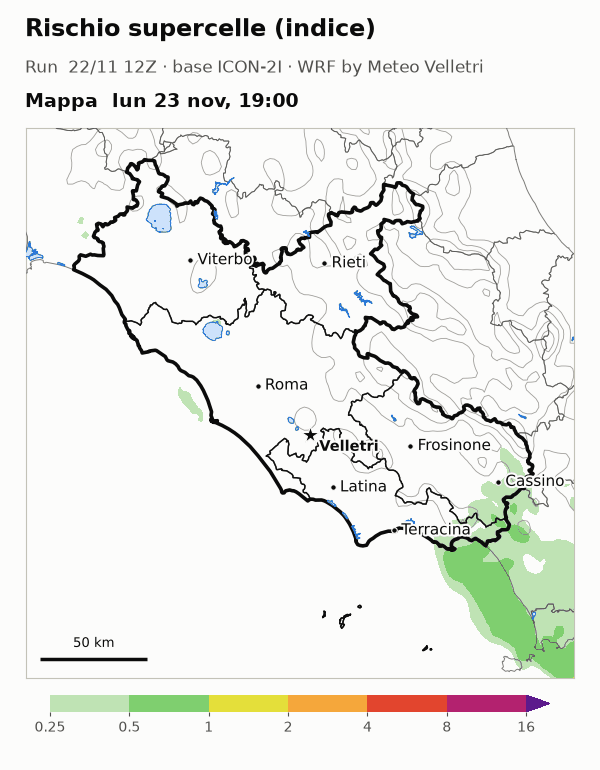 Rischio supercelle (indice)
Run  22/11 12Z · base ICON-2I · WRF by Meteo Velletri
Mappa  lun 23 nov, 19:00
Viterbo
Rieti
Roma
Velletri
Frosinone
Cassino
Latina
Terracina
50 km
0.25 0.5 1 2 4 8 16